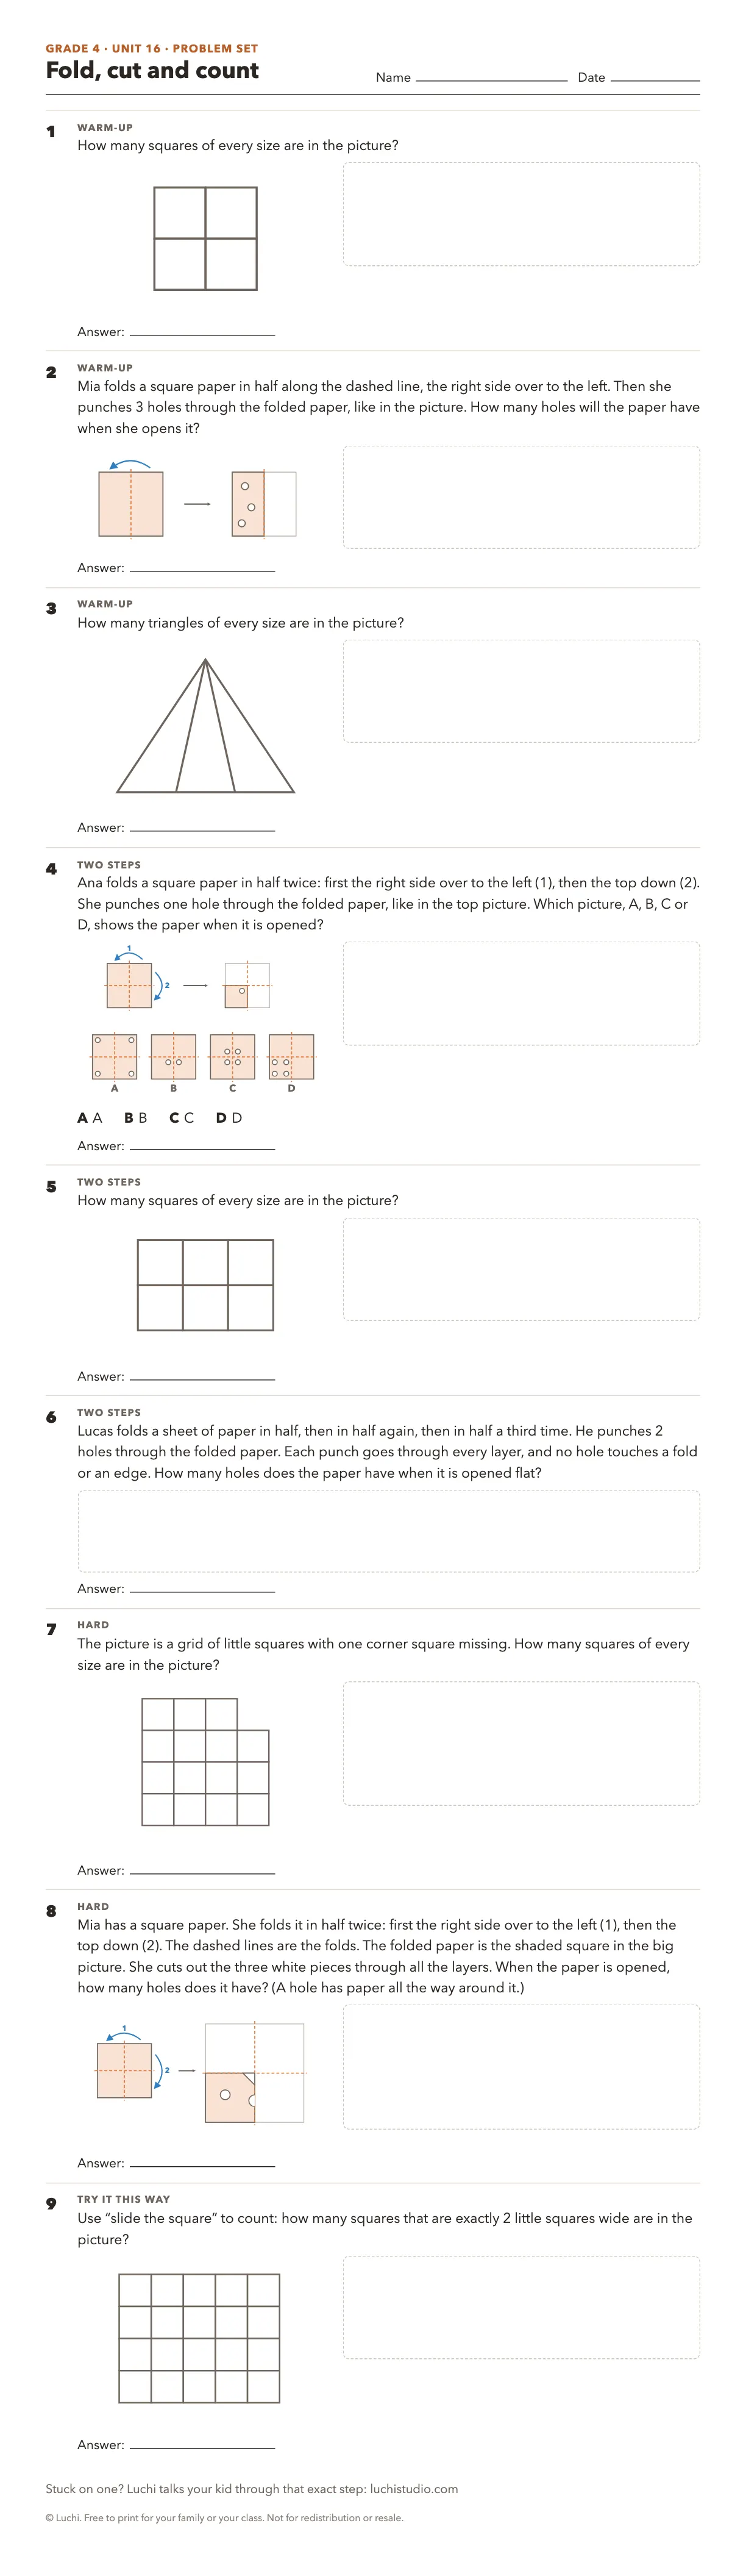 GRADE 4 · UNIT 16 · PROBLEM SET
Fold, cut and count
Name
Date
1
WARM-UP
How many squares of every size are in the picture?
Answer:
2
WARM-UP
Mia folds a square paper in half along the dashed line, the right side over to the left. Then she
punches 3 holes through the folded paper, like in the picture. How many holes will the paper have
when she opens it?
Answer:
3
WARM-UP
How many triangles of every size are in the picture?
Answer:
4
TWO STEPS
Ana folds a square paper in half twice: first the right side over to the left (1), then the top down (2).
She punches one hole through the folded paper, like in the top picture. Which picture, A, B, C or
D, shows the paper when it is opened?
1
2
A B C D
A A B B C C D D
Answer:
5
TWO STEPS
How many squares of every size are in the picture?
Answer:
6
TWO STEPS
Lucas folds a sheet of paper in half, then in half again, then in half a third time. He punches 2
holes through the folded paper. Each punch goes through every layer, and no hole touches a fold
or an edge. How many holes does the paper have when it is opened flat?
Answer:
7
HARD
The picture is a grid of little squares with one corner square missing. How many squares of every
size are in the picture?
Answer:
8
HARD
Mia has a square paper. She folds it in half twice: first the right side over to the left (1), then the
top down (2). The dashed lines are the folds. The folded paper is the shaded square in the big
picture. She cuts out the three white pieces through all the layers. When the paper is opened,
how many holes does it have? (A hole has paper all the way around it.)
1
2
Answer:
9
TRY IT THIS WAY
Use “slide the square” to count: how many squares that are exactly 2 little squares wide are in the
picture?
Answer:
Stuck on one? Luchi talks your kid through that exact step: luchistudio.com
© Luchi. Free to print for your family or your class. Not for redistribution or resale.